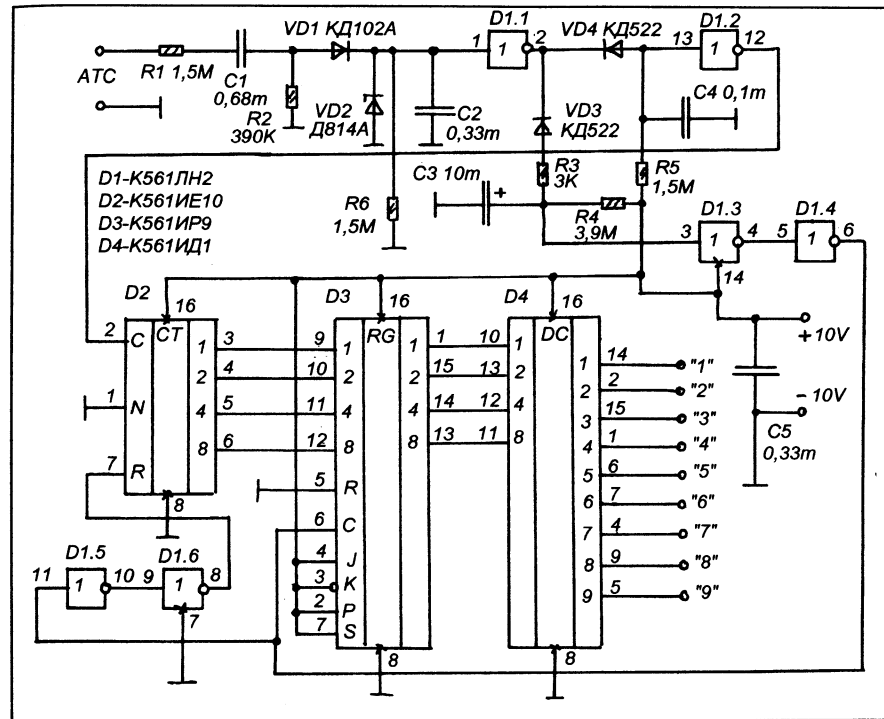 ATC
R1 1,5M
C1
0,68m
R2
390K
VD1 КД102А
VD2
Д814А
R6
1,5M
C2
0,33m
1
D1.1
1
2
VD4 КД522
VD3
КД522
R3
3K
C3 10m
+
R4
3,9M
R5
1,5M
C4 0,1m
13
D1.2
1
12
3
D1.3
1
4
14
5
D1.4
1
6
D1-К561ЛН2
D2-К561ИЕ10
D3-К561ИР9
D4-К561ИД1
D2
16
2
C
CT
1
N
7
R
1
2
4
8
3
4
5
6
8
D3
16
RG
9
10
11
12
5
6
4
3
2
7
1
2
4
8
R
C
J
K
P
S
1
2
4
8
1
15
14
13
8
D4
16
DC
10
13
12
11
1
2
4
8
1
2
3
4
5
6
7
8
9
14
2
15
1
6
7
4
9
5
8
"1"
"2"
"3"
"4"
"5"
"6"
"7"
"8"
"9"
+10V
- 10V
C5
0,33m
11
D1.5
1
10
9
D1.6
1
8
7